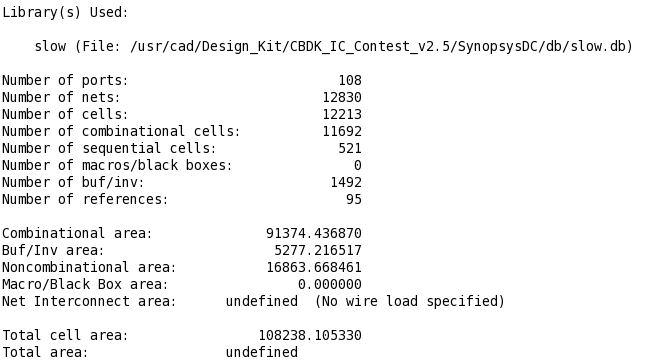 Library(s) Used:
slow (File: /usr/cad/Design_Kit/CBDK_IC_Contest_v2.5/SynopsysDC/db/slow.db)
Number of ports: 108
Number of nets: 12830
Number of cells: 12213
Number of combinational cells: 11692
Number of sequential cells: 521
Number of macros/black boxes: 0
Number of buf/inv: 1492
Number of references: 95
Combinational area: 91374.436870
Buf/Inv area: 5277.216517
Noncombinational area: 16863.668461
Macro/Black Box area: 0.000000
Net Interconnect area: undefined (No wire load specified)
Total cell area: 108238.105330
Total area: undefined